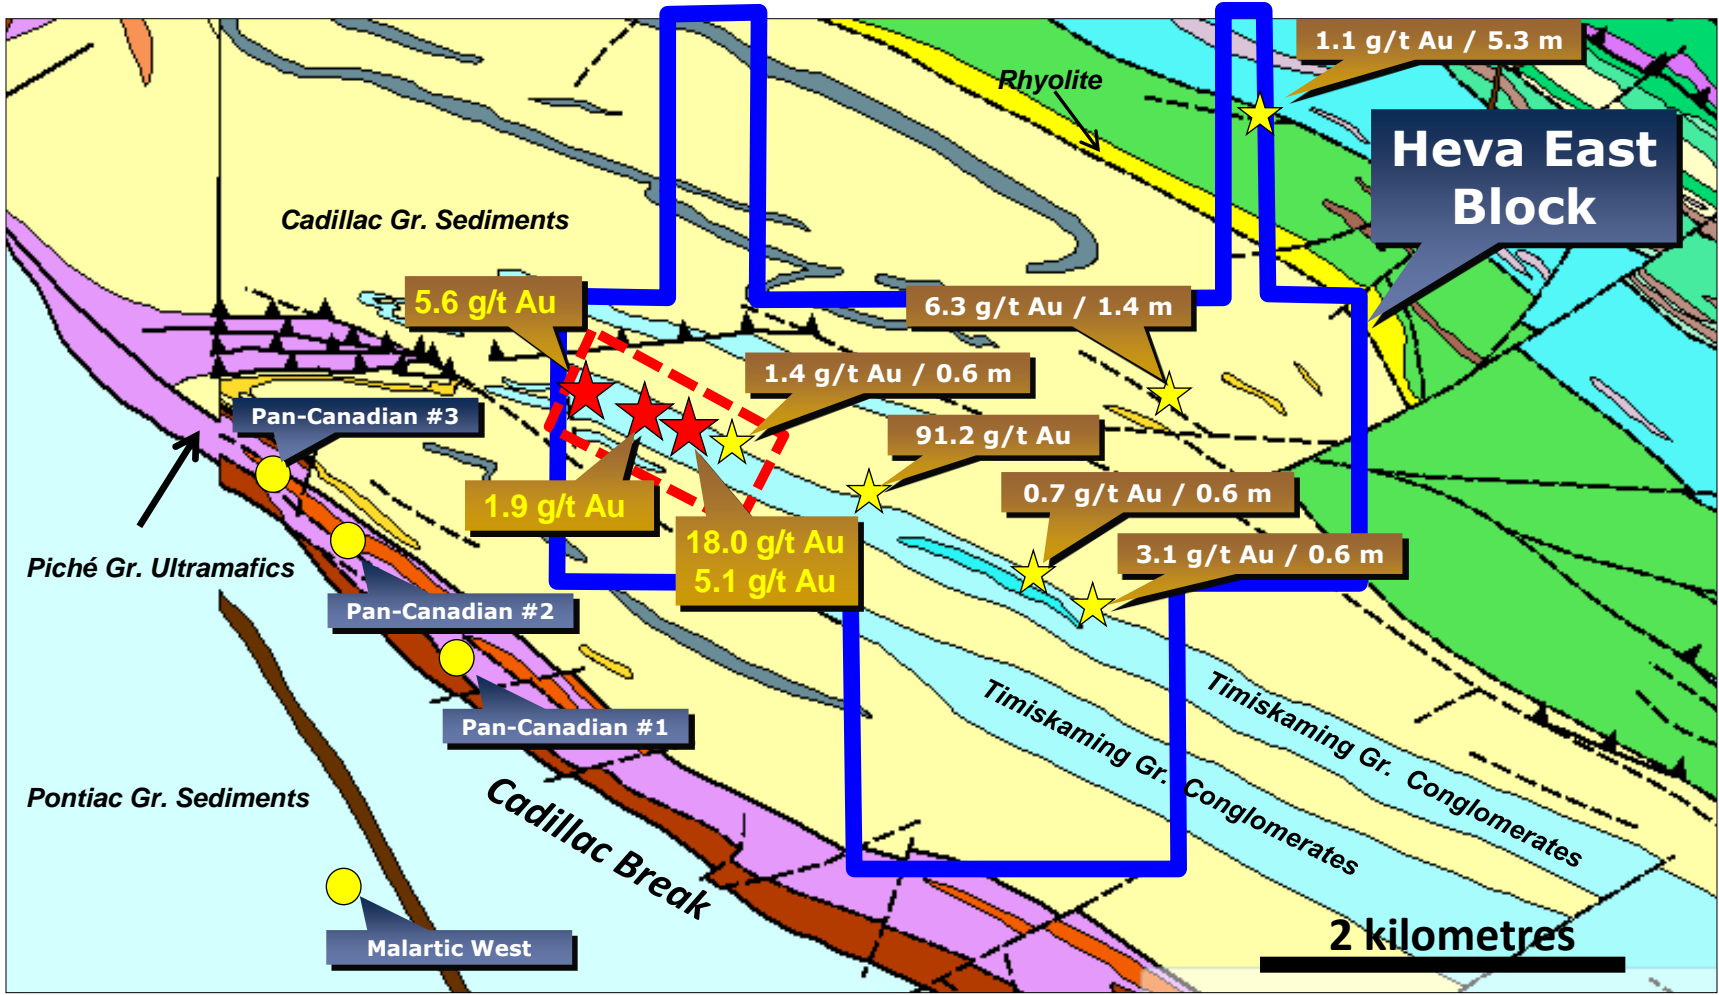 1.1 g/t Au / 5.3 m
Rhyolite
Heva East
Block
Cadillac Gr. Sediments
5.6 g/t Au
6.3 g/t Au / 1.4 m
1.4 g/t Au / 0.6 m
Pan-Canadian #3
91.2 g/t Au
1.9 g/t Au
0.7 g/t Au / 0.6 m
18.0 g/t Au
5.1 g/t Au
3.1 g/t Au / 0.6 m
Piché Gr. Ultramafics
Pan-Canadian #2
Pan-Canadian #1
Timiskaming Gr. Conglomerates
Timiskaming Gr. Conglomerates
Pontiac Gr. Sediments
Cadillac Break
Malartic West
2 kilometres